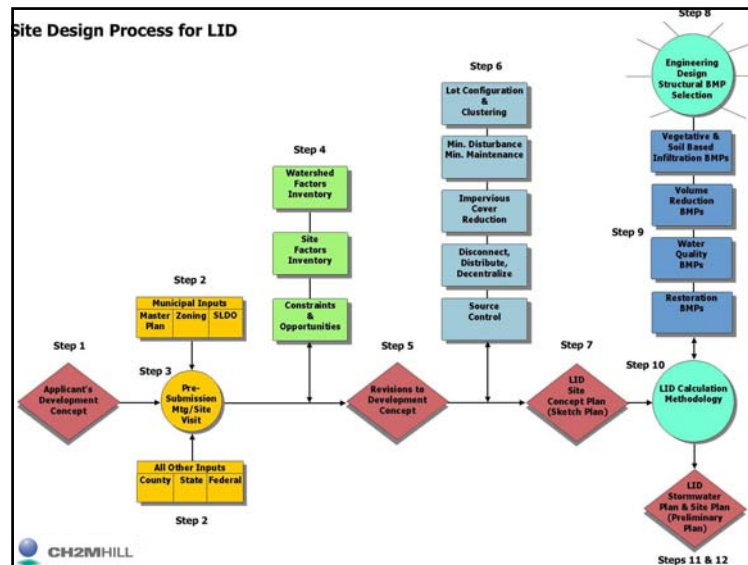 Site Design Process for LID
Step 1
Applicant's
Development
Concept
Step 2
Municipal Inputs
Master Plan
Zoning
SLDO
Step 3
Pre-
Submission
Mtg/Site
Visit
All Other Inputs
County
State
Federal
Step 2
Step 4
Watershed
Factors
Inventory
Site
Factors
Inventory
Constraints
&
Opportunities
Step 5
Revisions to
Development
Concept
Step 6
Lot Configuration
&
Clustering
Min. Disturbance
Min. Maintenance
Impervious
Cover
Reduction
Disconnect,
Distribute,
Decentralize
Source
Control
Step 7
LID
Site
Concept Plan
(Sketch Plan)
Step 8
Engineering
Design
Structural BMP
Selection
Step 9
Vegetative &
Soil Based
Infiltration BMPs
Volume
Reduction
BMPs
Water
Quality
BMPs
Restoration
BMPs
Step 10
LID Calculation
Methodology
LID
Stormwater
Plan & Site Plan
(Preliminary
Plan)
Steps 11 & 12
CH2MHILL